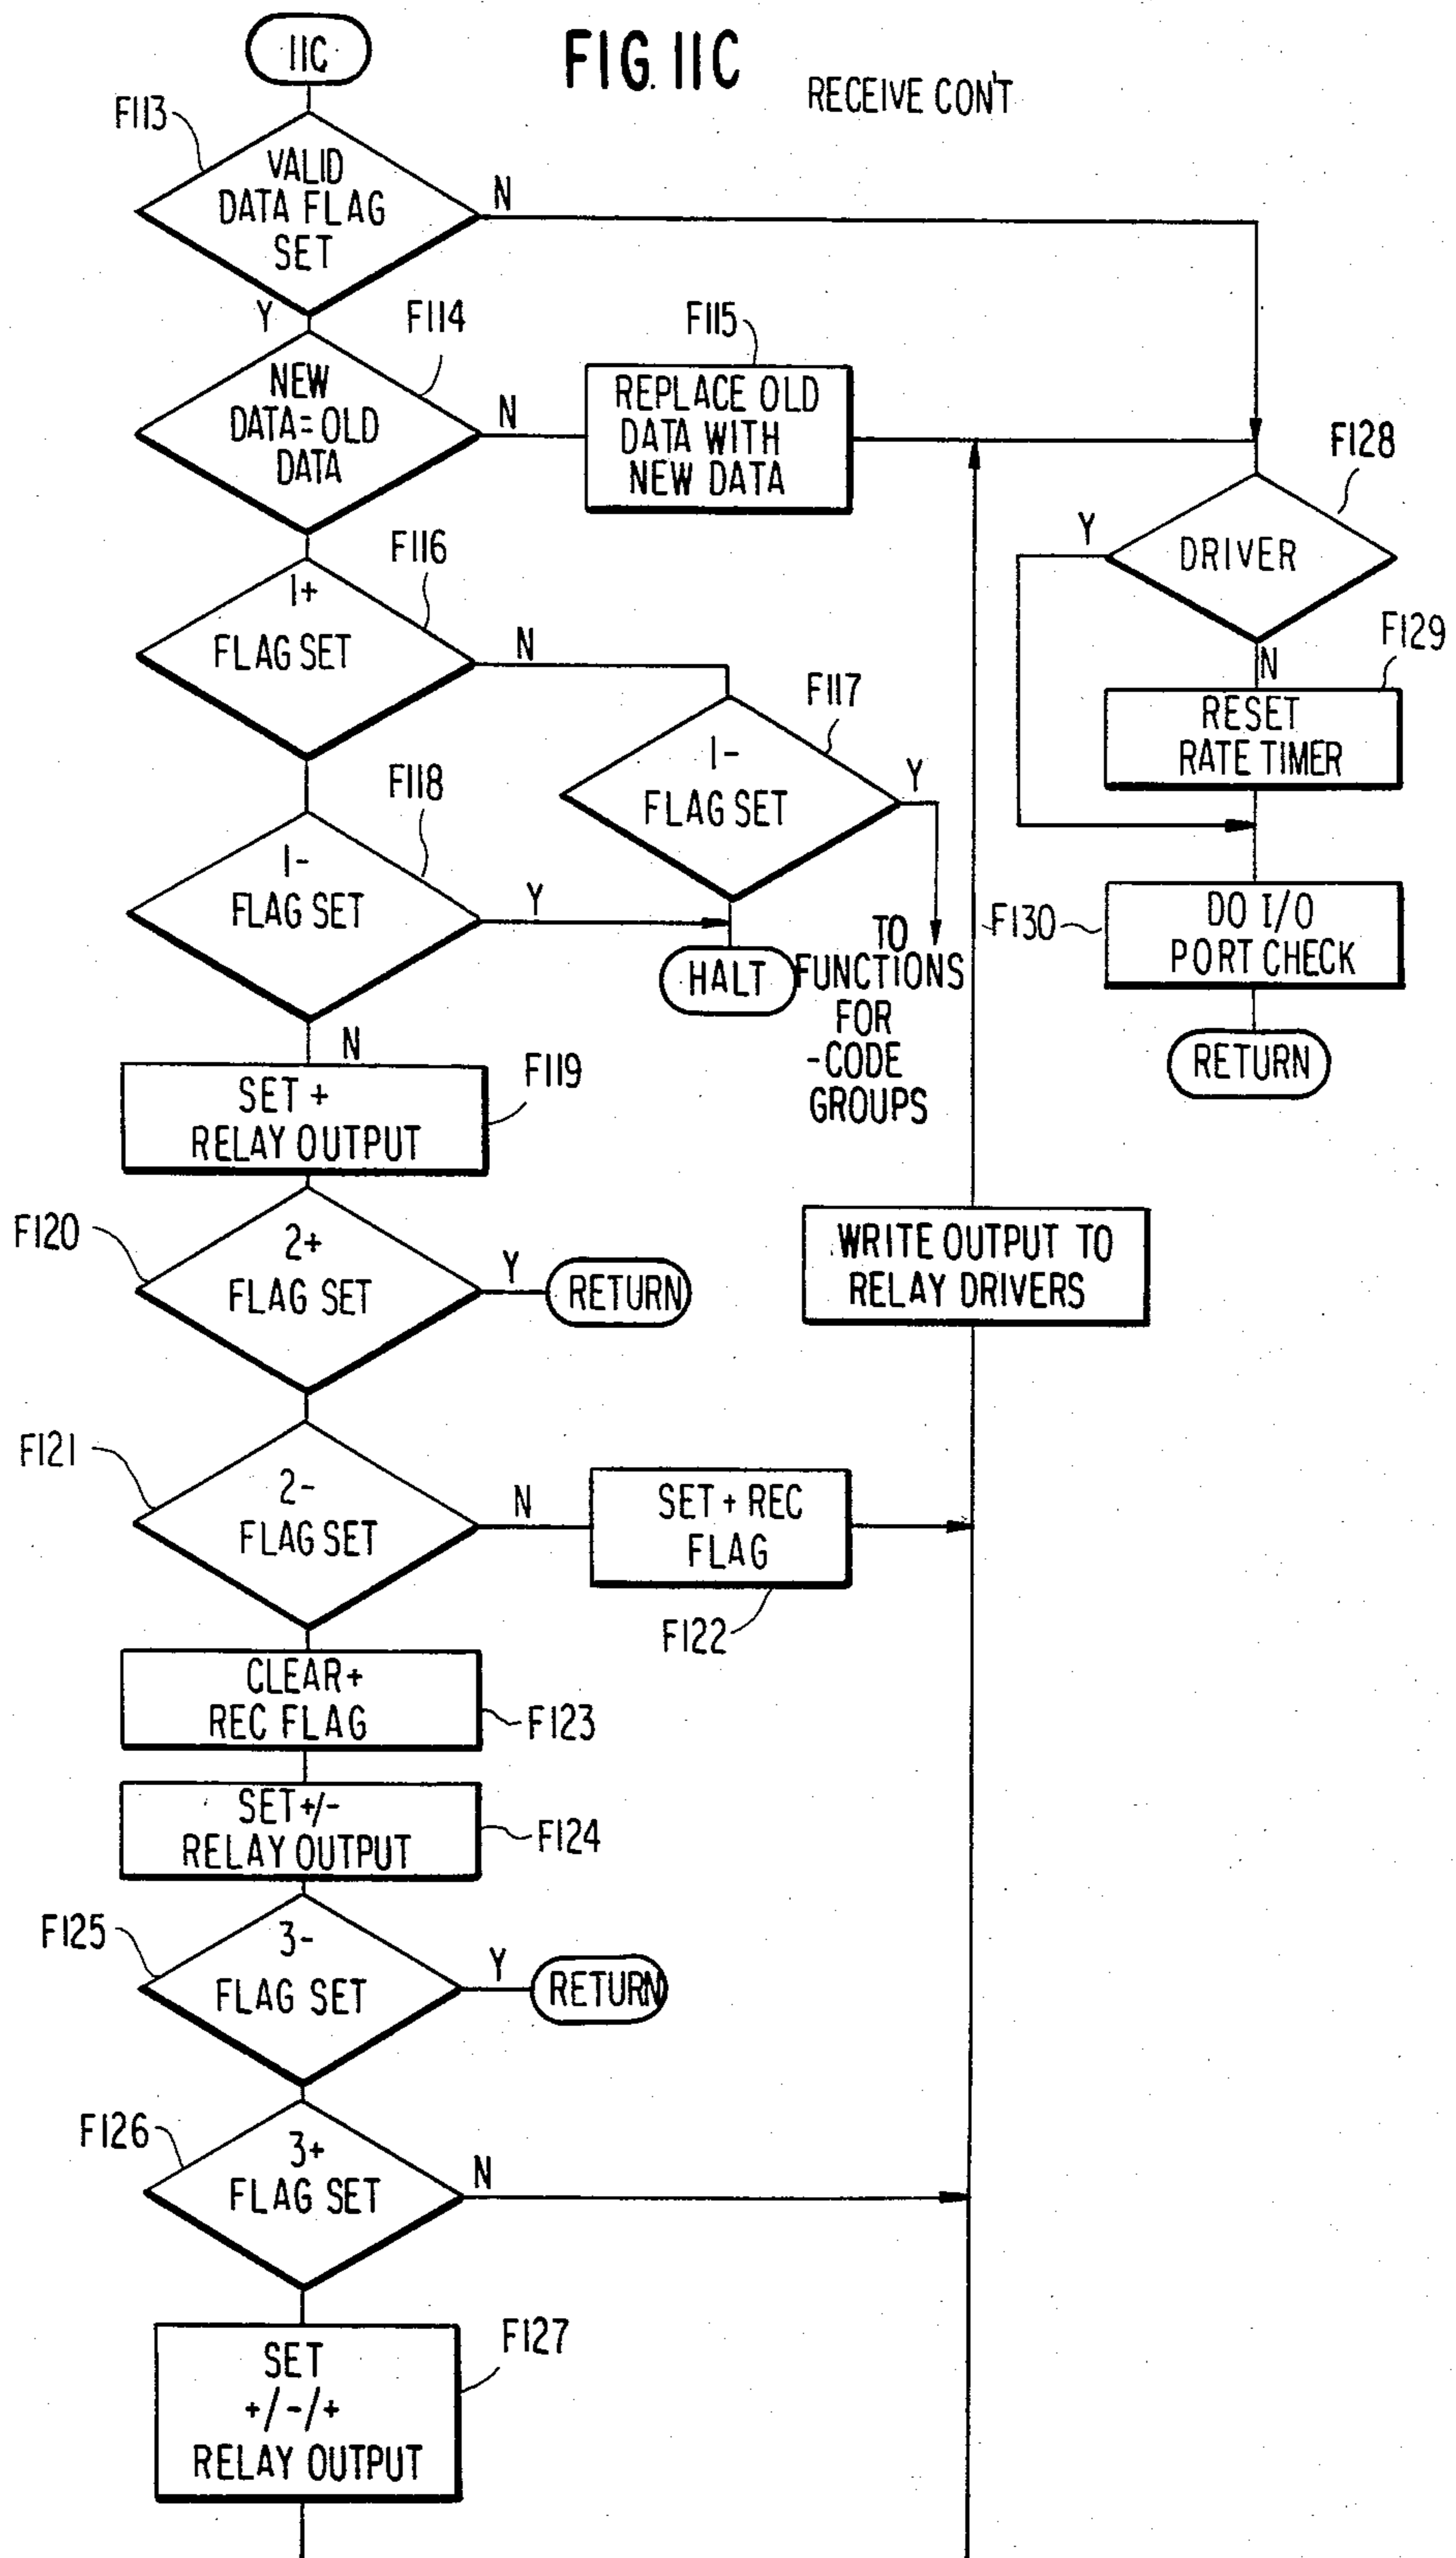 11C
FIG. 11C
RECEIVE CON'T
F113
VALID
DATA FLAG
SET
N
Y
F114
NEW
DATA=OLD
DATA
N
F115
REPLACE OLD
DATA WITH
NEW DATA
F128
DRIVER
Y
N
F129
RESET
RATE TIMER
F130
DO I/O
PORT CHECK
RETURN
F116
1+
FLAG SET
N
F117
1-
FLAG SET
Y
TO
FUNCTIONS
FOR
-CODE
GROUPS
F118
1-
FLAG SET
Y
HALT
N
SET +
RELAY OUTPUT
F119
F120
2+
FLAG SET
Y
RETURN
WRITE OUTPUT TO
RELAY DRIVERS
F121
2-
FLAG SET
N
SET + REC
FLAG
F122
CLEAR+
REC FLAG
F123
SET +/-
RELAY OUTPUT
F124
F125
3-
FLAG SET
Y
RETURN
F126
3+
FLAG SET
N
F127
SET
+/-/+
RELAY OUTPUT